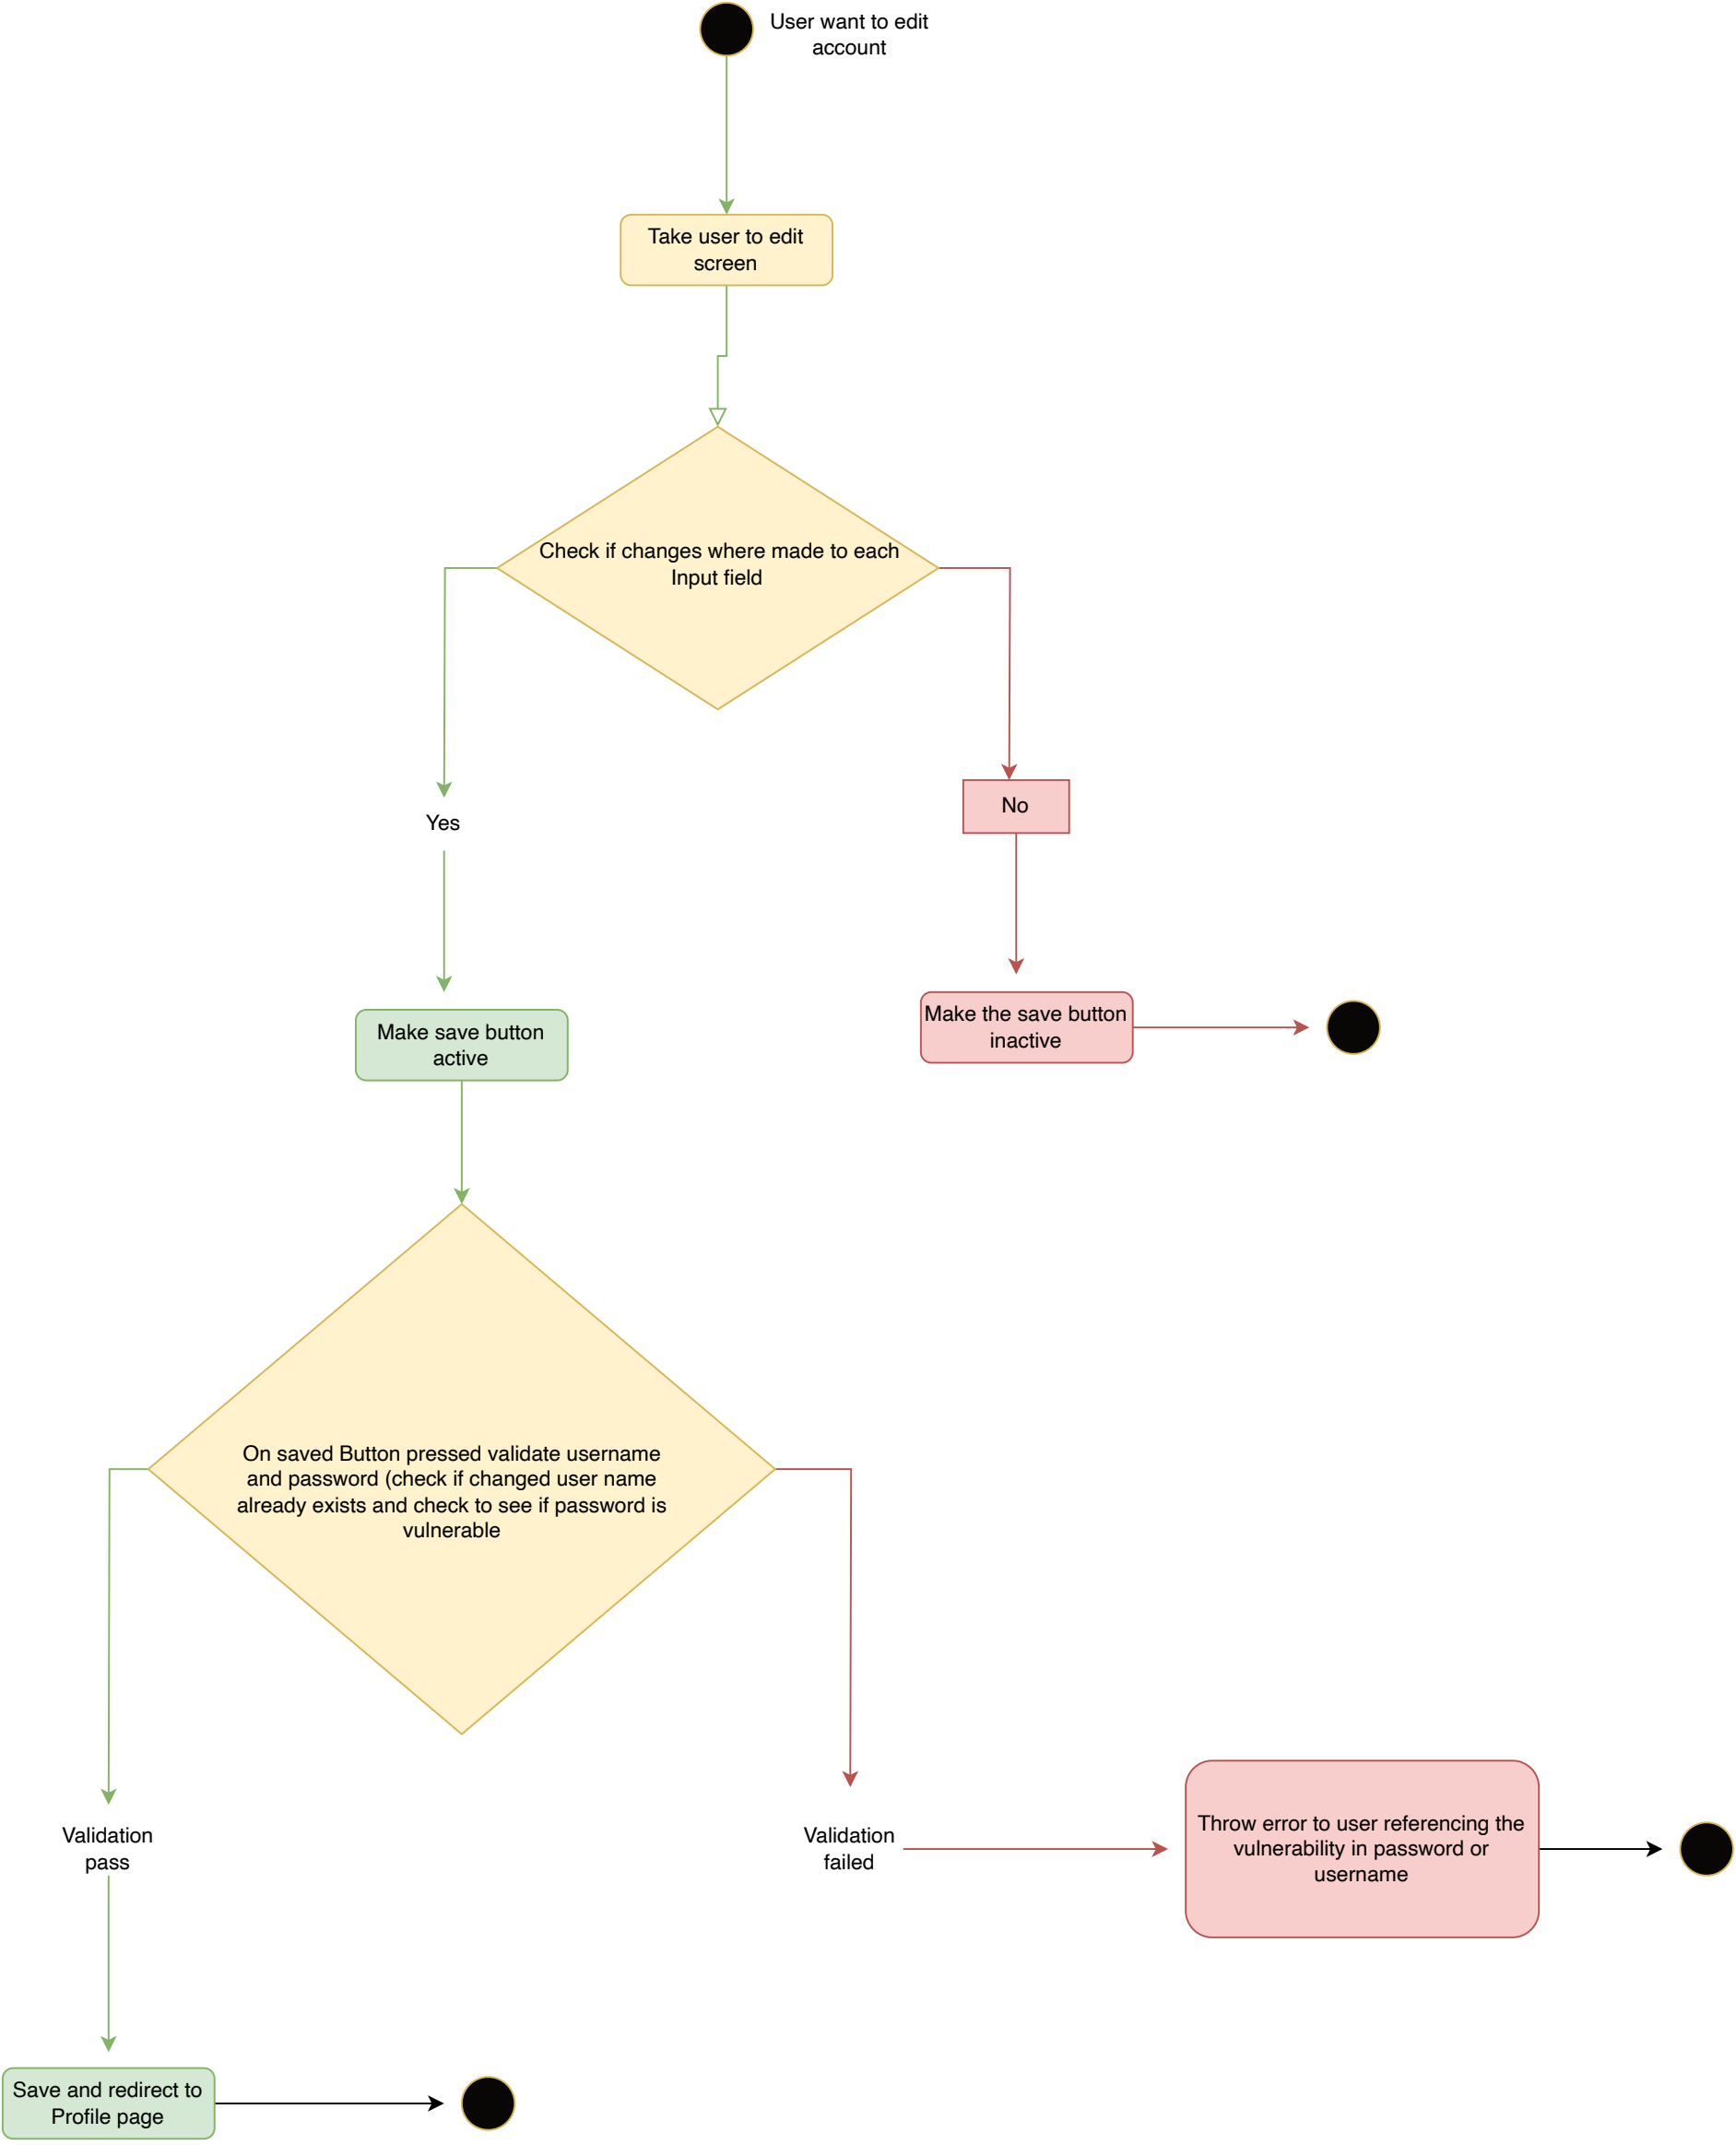 User want to edit
account
Take user to edit
screen
Check if changes where made to each
Input field
Yes
No
Make save button
active
Make the save button
inactive
On saved Button pressed validate username
and password (check if changed user name
already exists and check to see if password is
vulnerable
Validation
pass
Validation
failed
Throw error to user referencing the
vulnerability in password or
username
Save and redirect to
Profile page